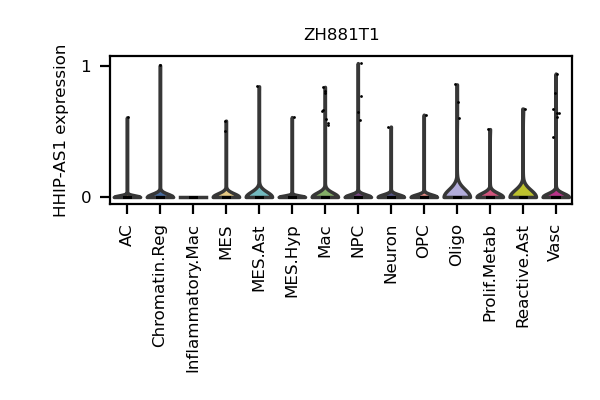 ZH881T1
HHIP-AS1 expression
1
0
AC
Chromatin.Reg
Inflammatory.Mac
MES
MES.Ast
MES.Hyp
Mac
NPC
Neuron
OPC
Oligo
Prolif.Metab
Reactive.Ast
Vasc